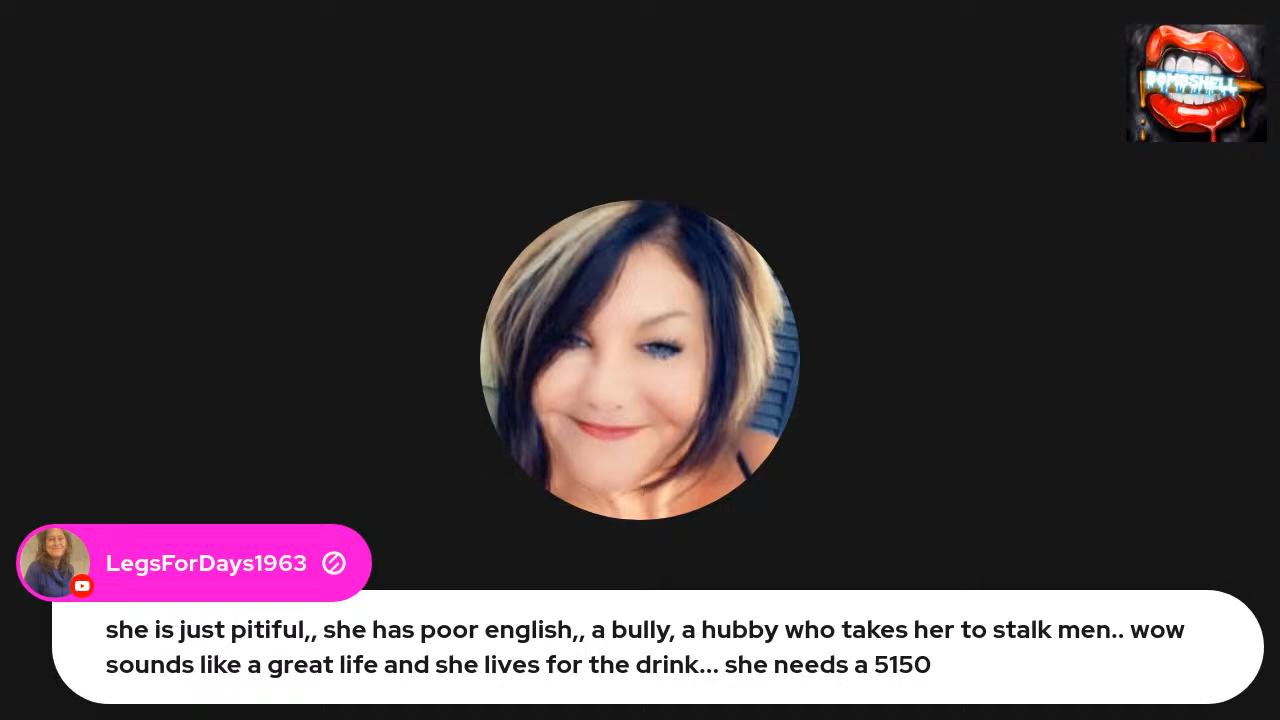 BOMBSHELL
LegsForDays1963
she is just pitiful,, she has poor english,, a bully, a hubby who takes her to stalk men.. wow
sounds like a great life and she lives for the drink... she needs a 5150